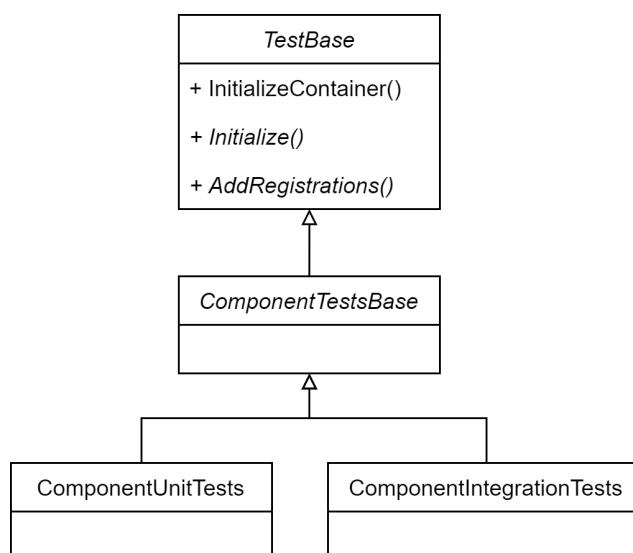 TestBase
+ InitializeContainer()
+ Initialize()
+ AddRegistrations()
ComponentTestsBase
ComponentUnitTests
ComponentIntegrationTests